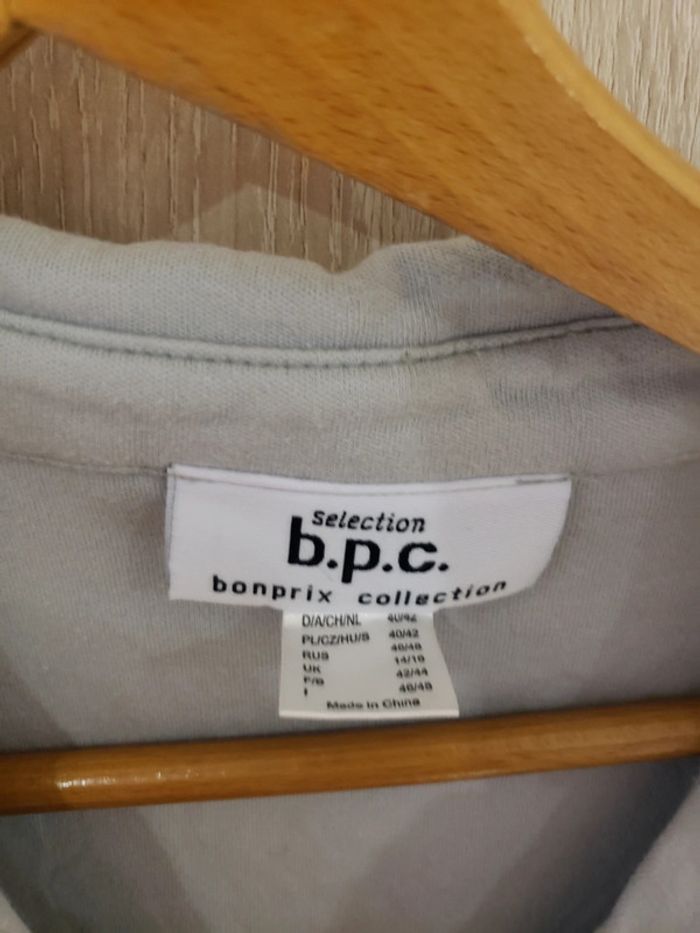 Selection
b.p.c.
bonprix collection
D/A/CH/NL 40/42
PL/CZ/HU/S 40/42
RUS 46/48
UK 14/16
F/B 42/44
I 46/48
Made in China